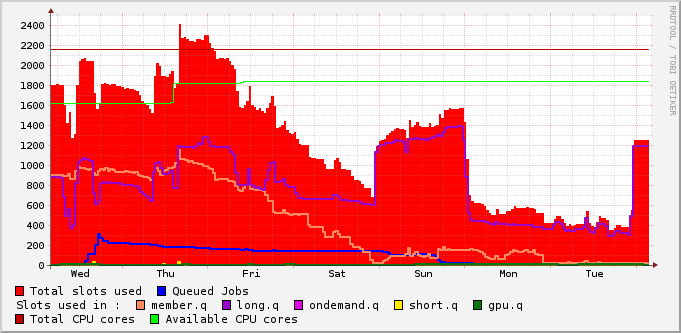 RRDTOOL / TOBI OETIKER
2400
2200
2000
1800
1600
1400
1200
1000
800
600
400
200
0
Wed Thu Fri Sat Sun Mon Tue
Total slots used Queued Jobs
Slots used in : member.q long.q ondemand.q short.q gpu.q
Total CPU cores Available CPU cores